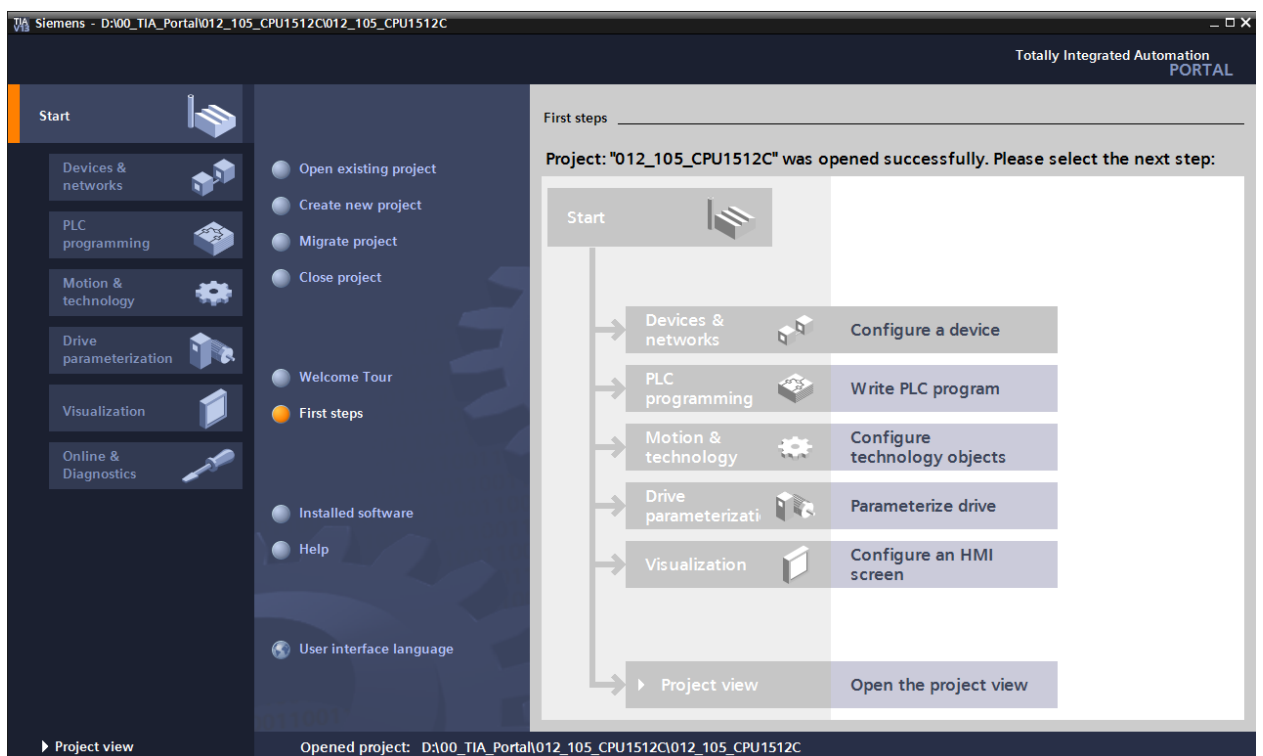 TIA V13 Siemens - D:\00_TIA_Portal\012_105_CPU1512C\012_105_CPU1512C
Totally Integrated Automation
PORTAL
Start
Devices &
networks
PLC
programming
Motion &
technology
Drive
parameterization
Visualization
Online &
Diagnostics
Project view
Open existing project
Create new project
Migrate project
Close project
Welcome Tour
First steps
Installed software
Help
User interface language
First steps
Project: "012_105_CPU1512C" was opened successfully. Please select the next step:
Start
Devices &
networks
Configure a device
PLC
programming
Write PLC program
Motion &
technology
Configure
technology objects
Drive
parameterizati
Parameterize drive
Visualization
Configure an HMI
screen
Project view
Open the project view
Opened project: D:\00_TIA_Portal\012_105_CPU1512C\012_105_CPU1512C